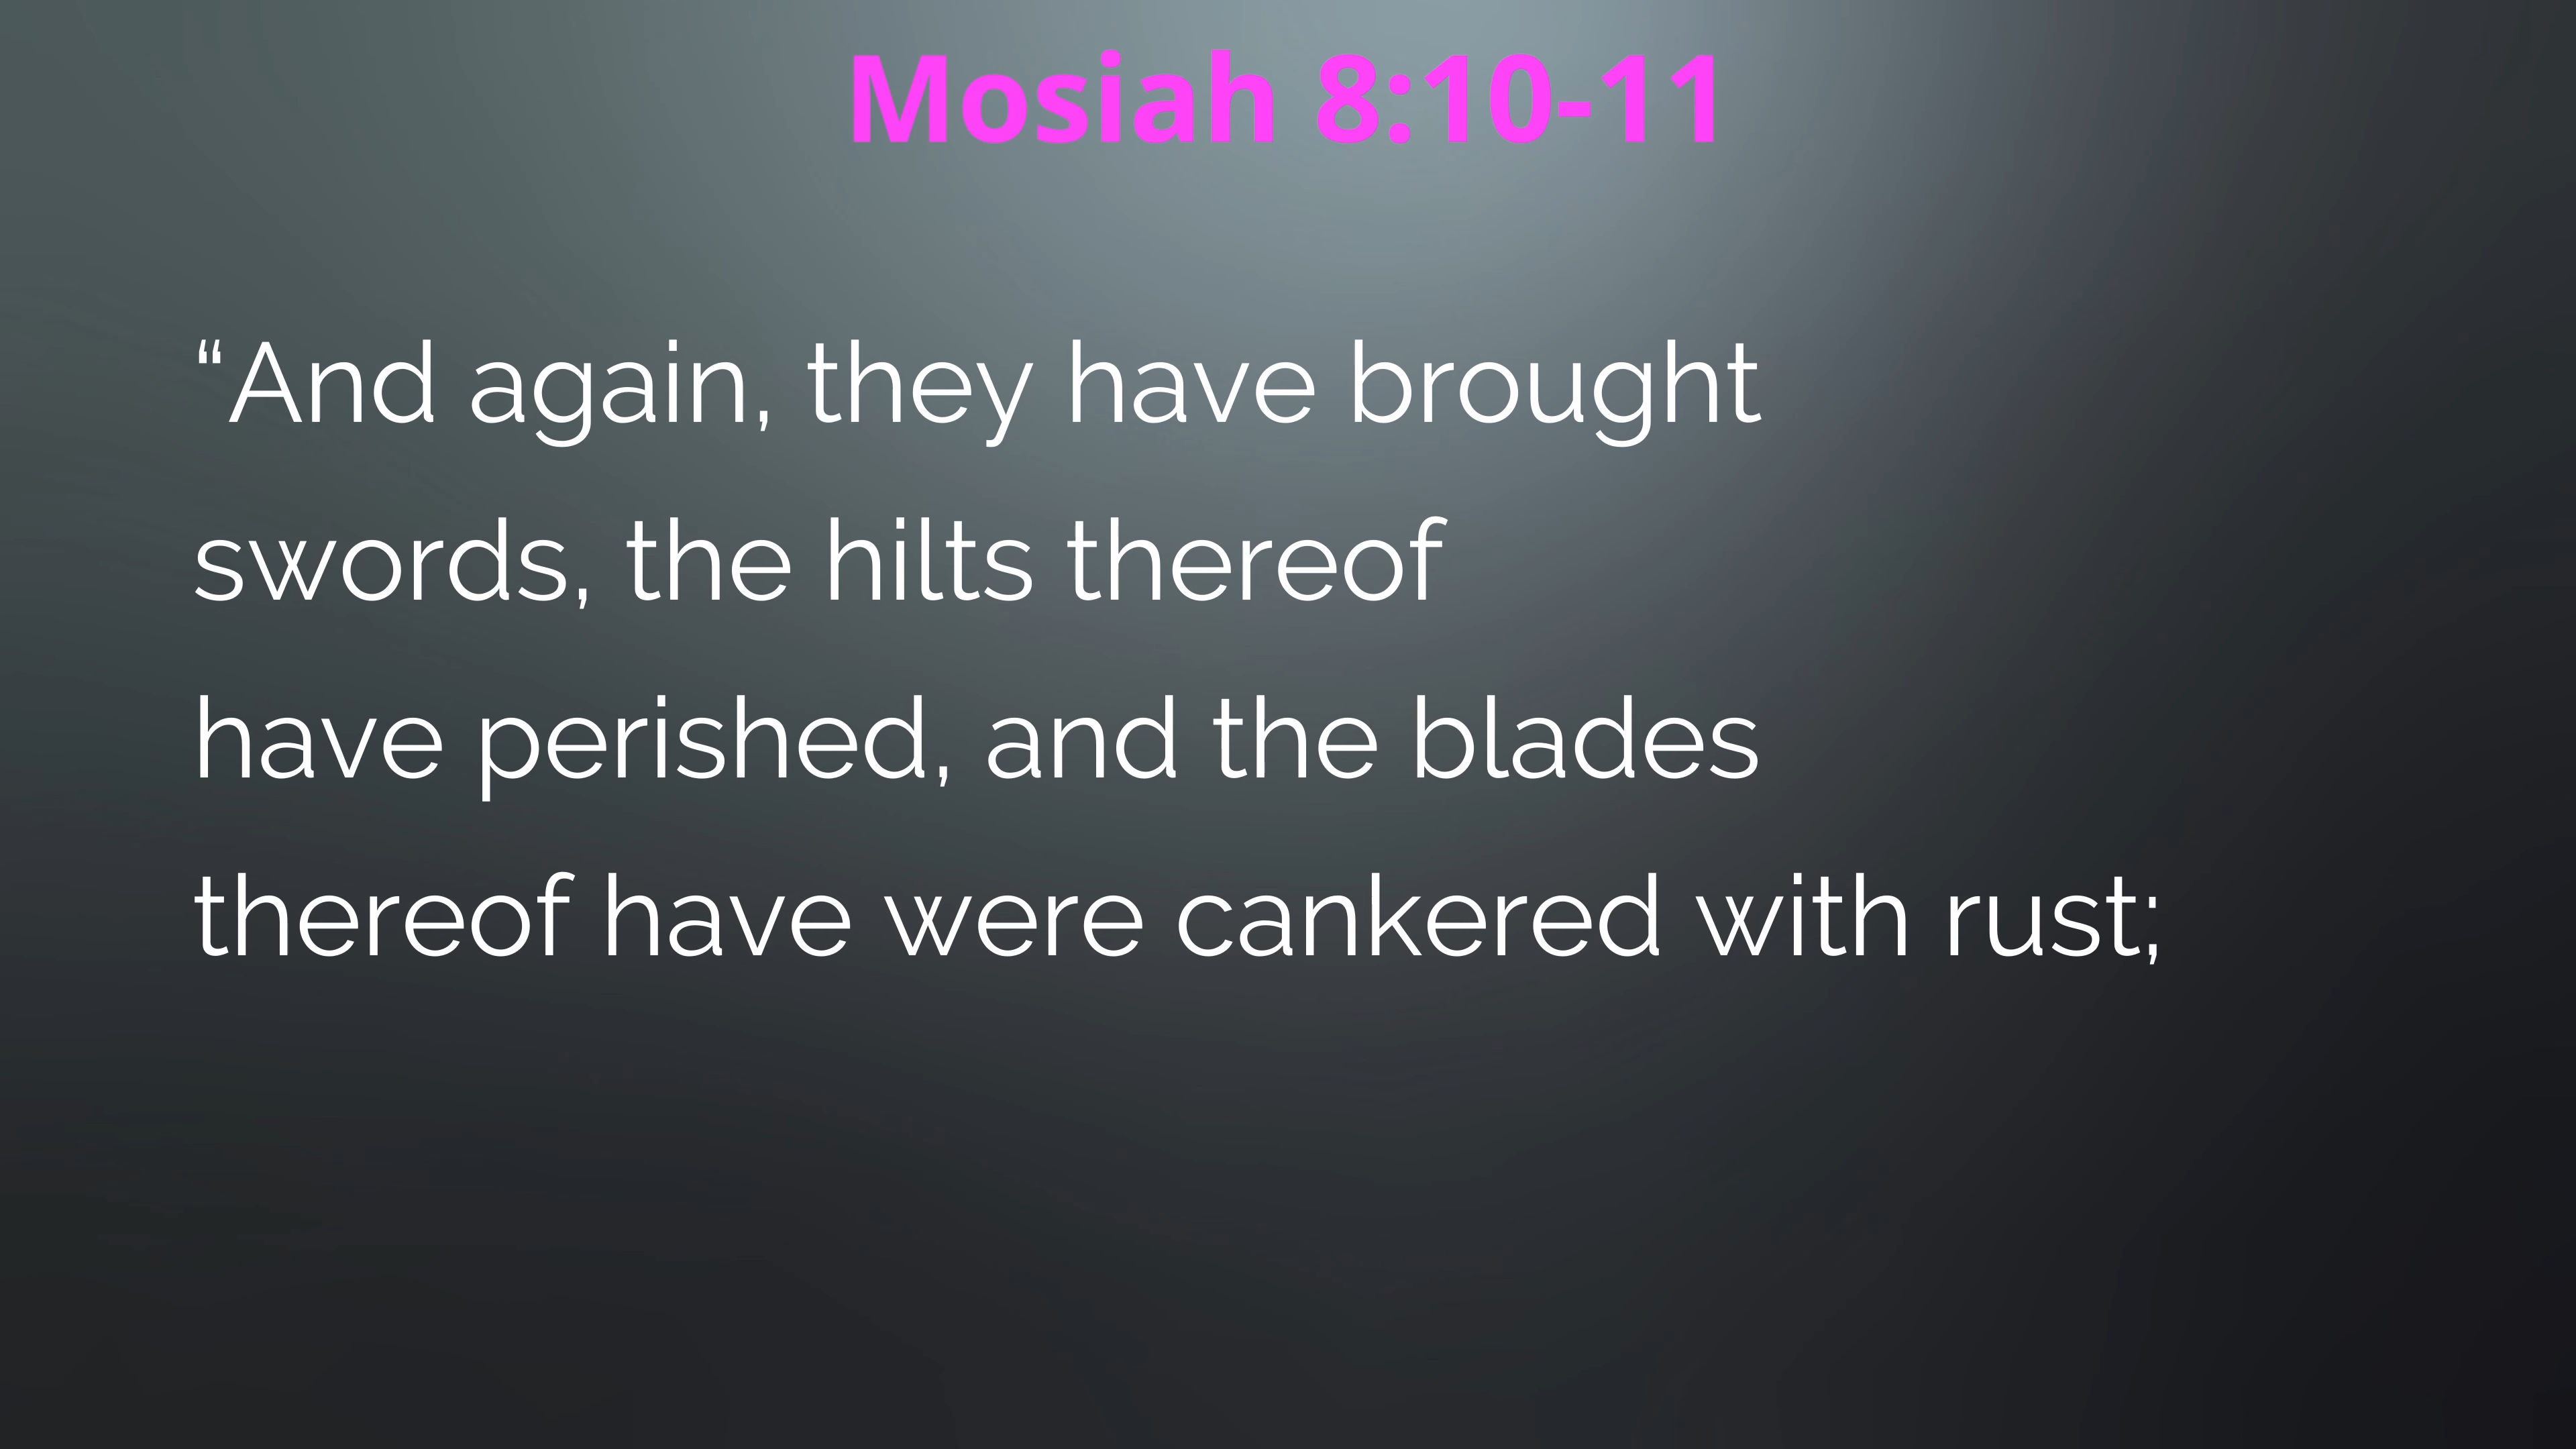 Mosiah 8:10-11
“And again, they have brought
swords, the hilts thereof
have perished, and the blades
thereof have were cankered with rust;